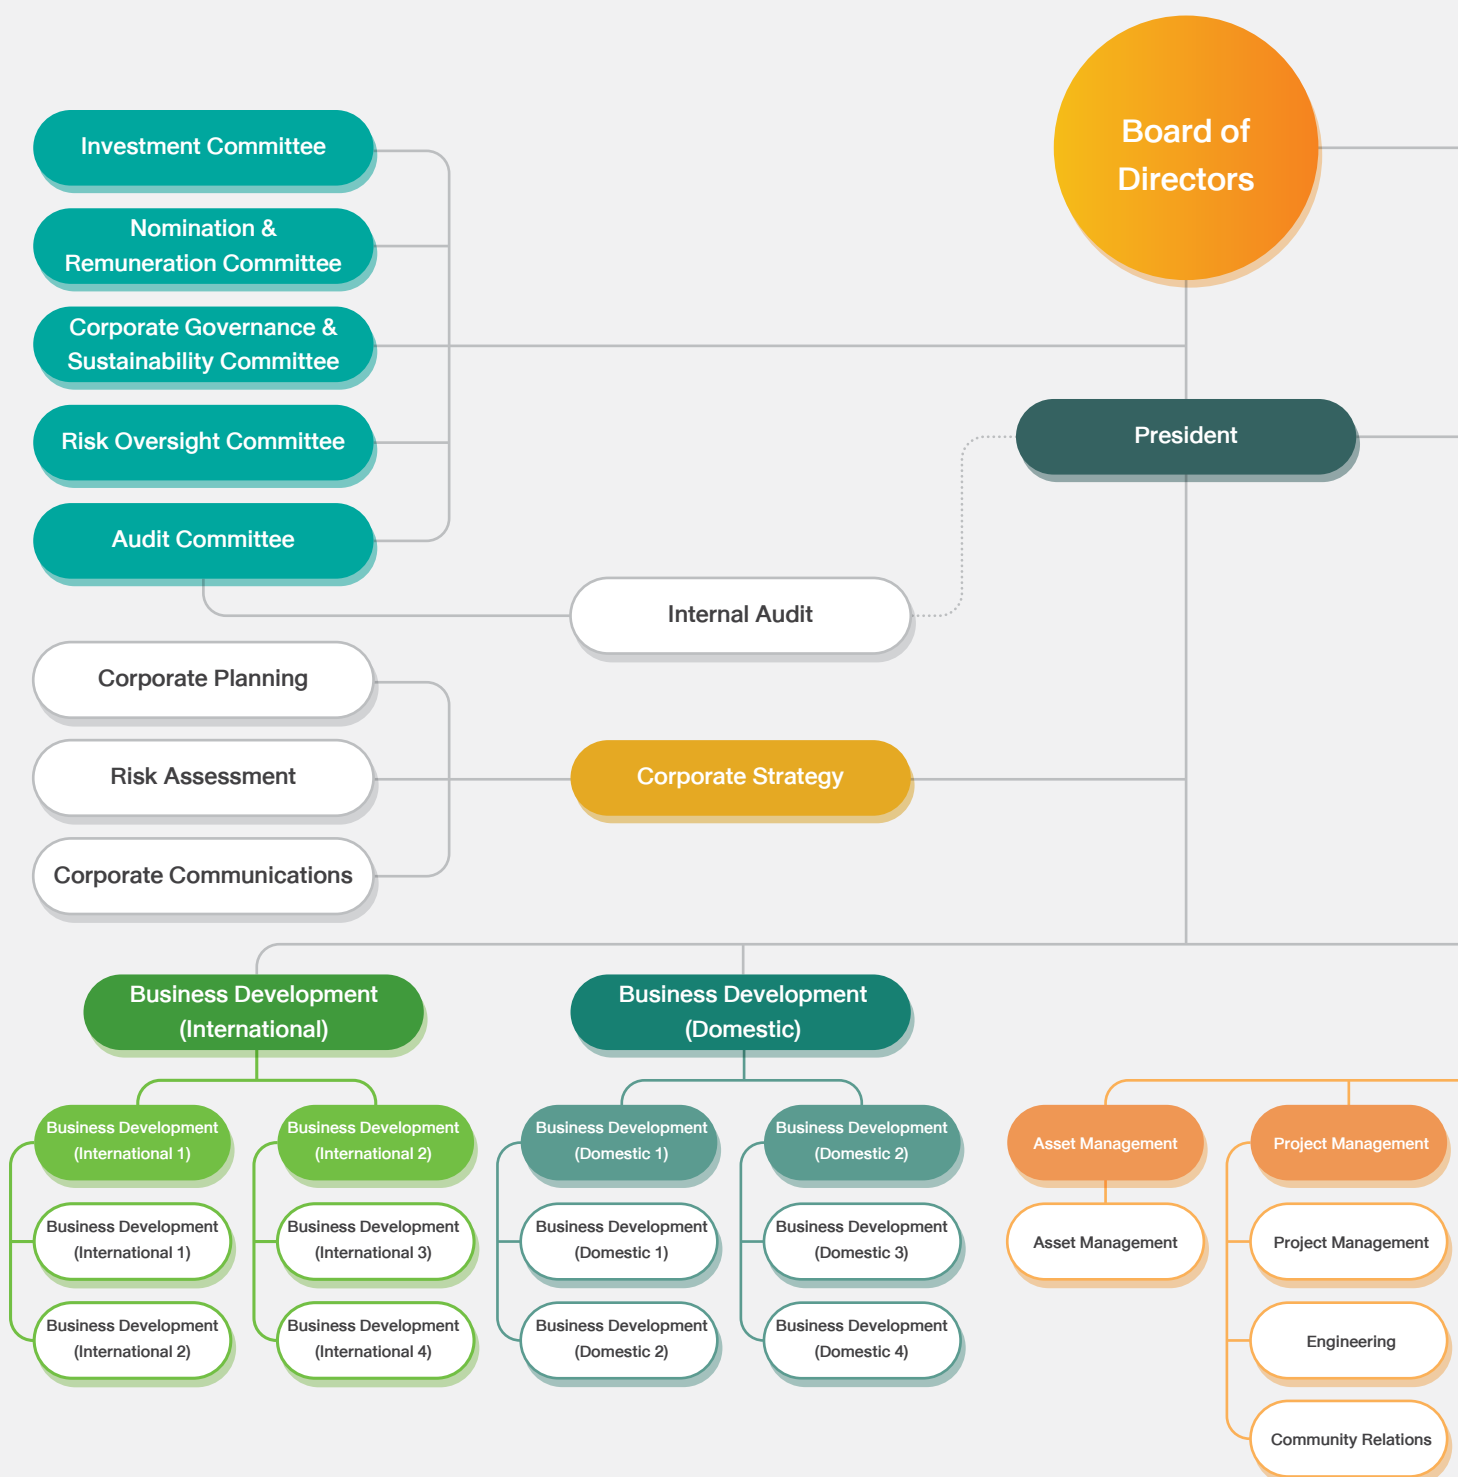 Board of
Directors
Investment Committee
Nomination &
Remuneration Committee
Corporate Governance &
Sustainability Committee
Risk Oversight Committee
President
Audit Committee
Internal Audit
Corporate Planning
Risk Assessment
Corporate Strategy
Corporate Communications
Business Development
(International)
Business Development
(Domestic)
Business Development
(International 1)
Business Development
(International 2)
Business Development
(Domestic 1)
Business Development
(Domestic 2)
Asset Management
Project Management
Business Development
(International 1)
Business Development
(International 3)
Business Development
(Domestic 1)
Business Development
(Domestic 3)
Asset Management
Project Management
Business Development
(International 2)
Business Development
(International 4)
Business Development
(Domestic 2)
Business Development
(Domestic 4)
Engineering
Community Relations